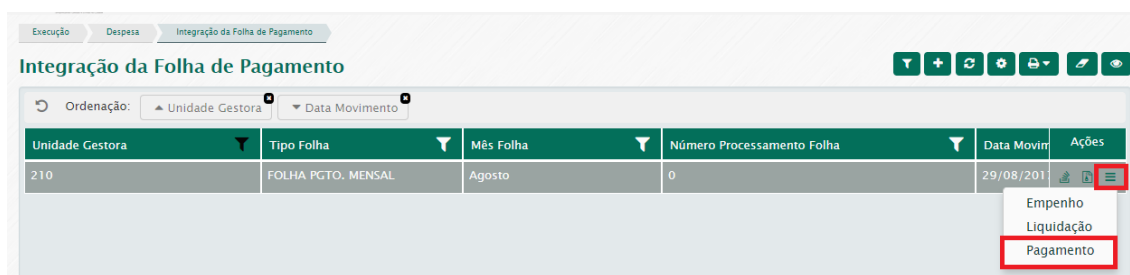 Execução Despesa Integração da Folha de Pagamento
Integração da Folha de Pagamento
Ordenação: Unidade Gestora Data Movimento
Unidade Gestora Tipo Folha Mês Folha Número Processamento Folha Data Movim Ações
210 FOLHA PGTO. MENSAL Agosto 0 29/08/201
Empenho
Liquidação
Pagamento